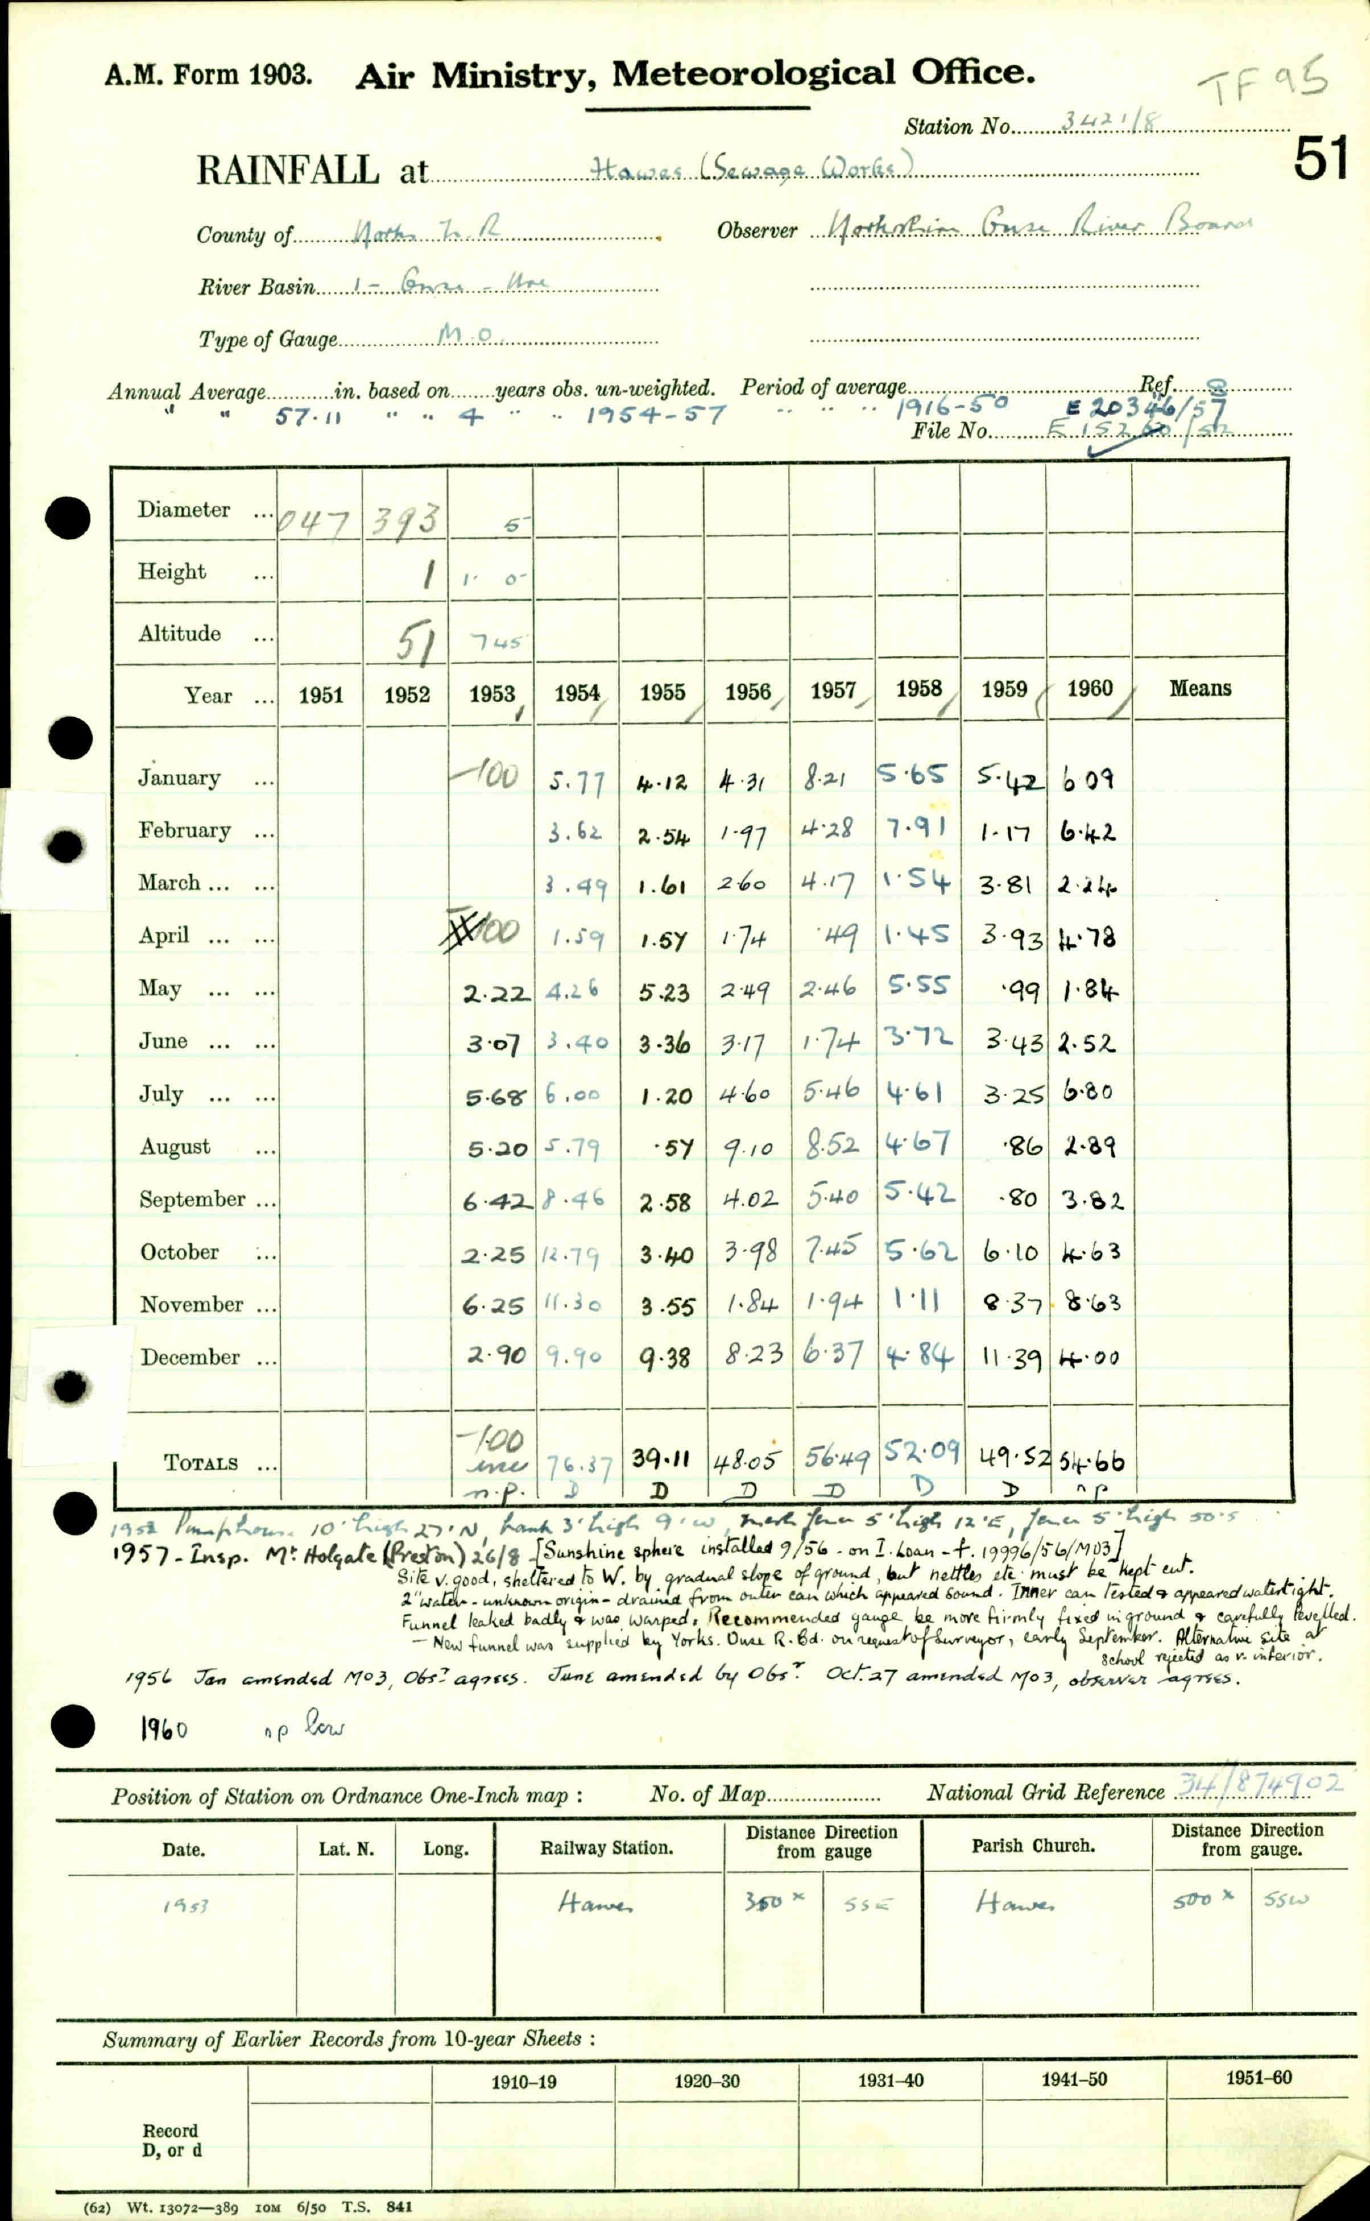 A.M. Form 1903. Air Ministry, Meteorological Office. TF 95
Station No. 3421/8
51
RAINFALL at Hawes (Sewage Works)
County of Yorks N. R Observer Yorkshire Ouse River Board
River Basin 1 - Ouse - Ure
Type of Gauge M.O.
Annual Average in. based on years obs. un-weighted. Period of average Ref.
" " 57.11 " " 4 " " 1954-57 " " " 1916-50 E 20346/57
File No. E 15260/52
Diameter ... 047 393 5
Height ... 1 1. 0
Altitude ... 51 745
Year ... 1951 1952 1953 1954 1955 1956 1957 1958 1959 1960 Means
January ... -100 5.77 4.12 4.31 8.21 5.65 5.42 6.09
February ... 3.62 2.54 1.97 4.28 7.91 1.17 6.42
March ... ... 3.49 1.61 2.60 4.17 1.54 3.81 2.24
April ... ... 100 1.59 1.57 1.74 .49 1.45 3.93 4.78
May ... ... 2.22 4.26 5.23 2.49 2.46 5.55 .99 1.84
June ... ... 3.07 3.40 3.36 3.17 1.74 3.72 3.43 2.52
July ... ... 5.68 6.00 1.20 4.60 5.46 4.61 3.25 6.80
August ... 5.20 5.79 .57 9.10 8.52 4.67 .86 2.89
September ... 6.42 8.46 2.58 4.02 5.40 5.42 .80 3.82
October ... 2.25 12.79 3.40 3.98 7.45 5.62 6.10 4.63
November ... 6.25 11.30 3.55 1.84 1.94 1.11 8.37 8.63
December ... 2.90 9.90 9.38 8.23 6.37 4.84 11.39 4.00
TOTALS ... -100 76.37 39.11 48.05 56.49 52.09 49.52 54.66
n.p. D D D D D D np
Pumphouse 10' high 27' N, bank 3' high 9' W, mesh fence 5' high 12' E, fence 5' high 50' S
1957 - Insp. Mr Holgate (Preston) 26/8 - [Sunshine sphere installed 9/56 - on I. Loan - f. 19996/56/MO3]
Site v. good, sheltered to W. by gradual slope of ground, but nettles etc must be kept cut.
2" water - unknown origin - drained from outer can which appeared sound. Inner can tested & appeared watertight.
Funnel leaked badly & was warped. Recommended gauge be more firmly fixed in ground & carefully levelled.
- New funnel was supplied by Yorks. Ouse R. Bd. on request of Surveyor, early September. Alternative site at
school rejected as v. inferior.
1956 Jan amended MO3, Obsr agrees. June amended by Obsr. Oct. 27 amended MO3, observer agrees.
1960 np low
Position of Station on Ordnance One-Inch map : No. of Map National Grid Reference 34/874902
Date. Lat. N. Long. Railway Station. Distance Direction from gauge Parish Church. Distance Direction from gauge.
1953 Hawes 350 x SSE Hawes 500 x SSW
Summary of Earlier Records from 10-year Sheets :
1910-19 1920-30 1931-40 1941-50 1951-60
Record
D, or d
(62) Wt. 13072—389 10M 6/50 T.S. 841